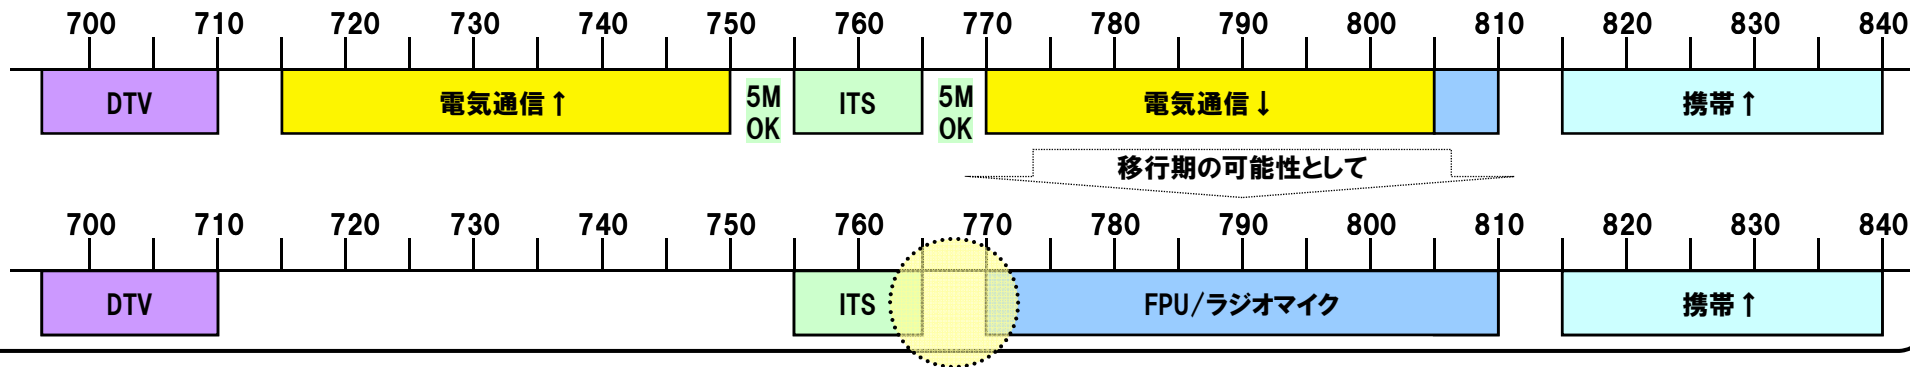 700 710 720 730 740 750 760 770 780 790 800 810 820 830 840
DTV 電気通信↑ 5M OK ITS 5M OK 電気通信↓ 携帯↑
移行期の可能性として
700 710 720 730 740 750 760 770 780 790 800 810 820 830 840
DTV ITS FPU/ラジオマイク 携帯↑